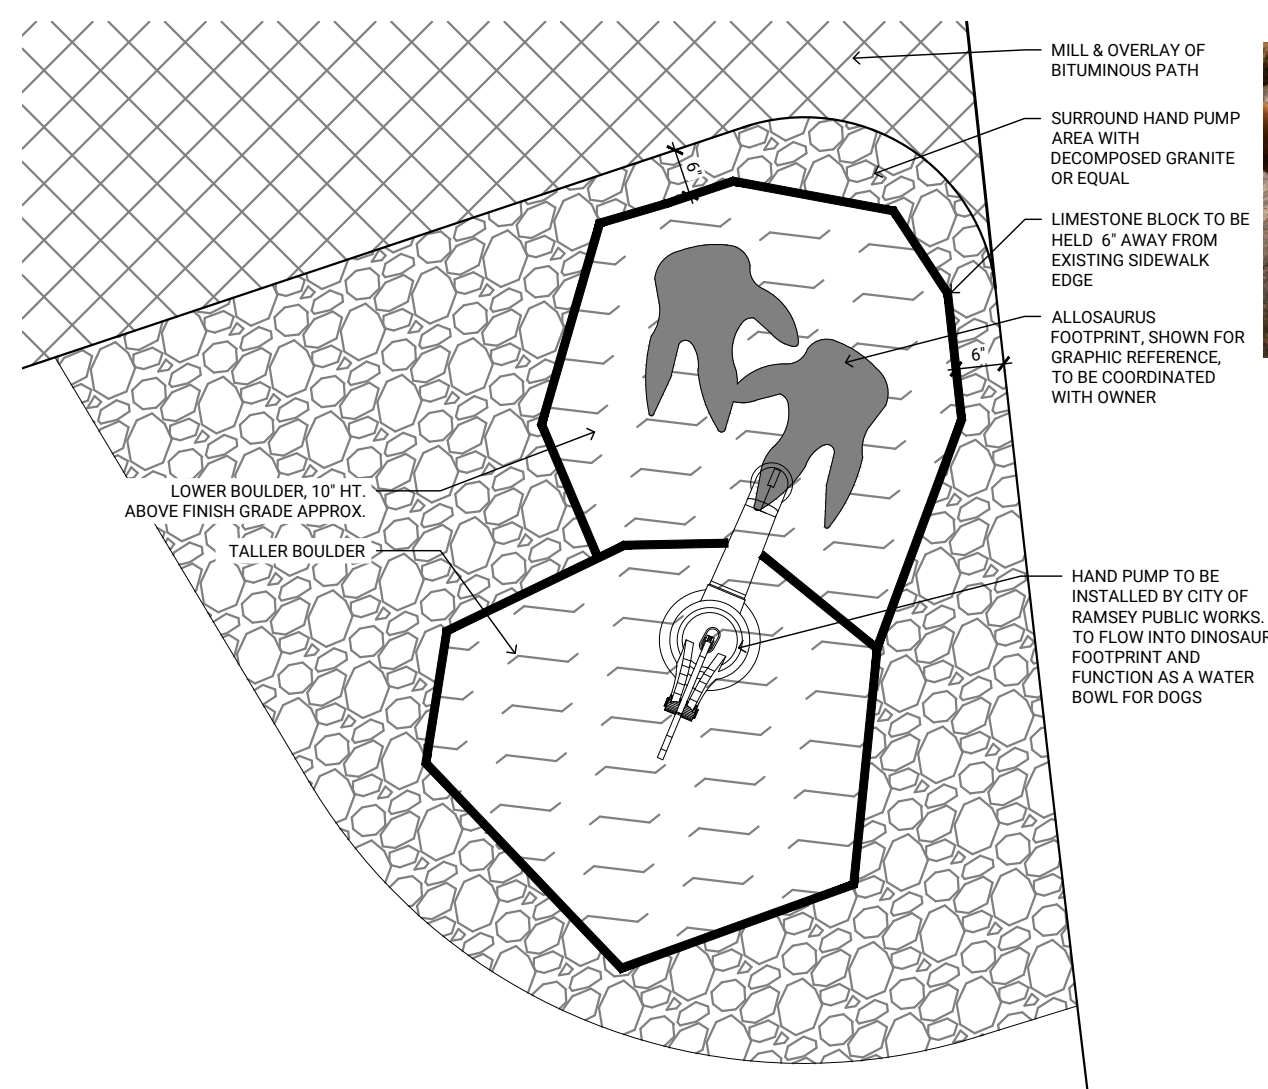 MILL & OVERLAY OF
BITUMINOUS PATH
SURROUND HAND PUMP
AREA WITH
DECOMPOSED GRANITE
OR EQUAL
6"
LIMESTONE BLOCK TO BE
HELD 6" AWAY FROM
EXISTING SIDEWALK
EDGE
ALLOSAURUS
FOOTPRINT, SHOWN FOR
GRAPHIC REFERENCE,
TO BE COORDINATED
WITH OWNER
6"
LOWER BOULDER, 10" HT.
ABOVE FINISH GRADE APPROX.
TALLER BOULDER
HAND PUMP TO BE
INSTALLED BY CITY OF
RAMSEY PUBLIC WORKS.
TO FLOW INTO DINOSAUR
FOOTPRINT AND
FUNCTION AS A WATER
BOWL FOR DOGS